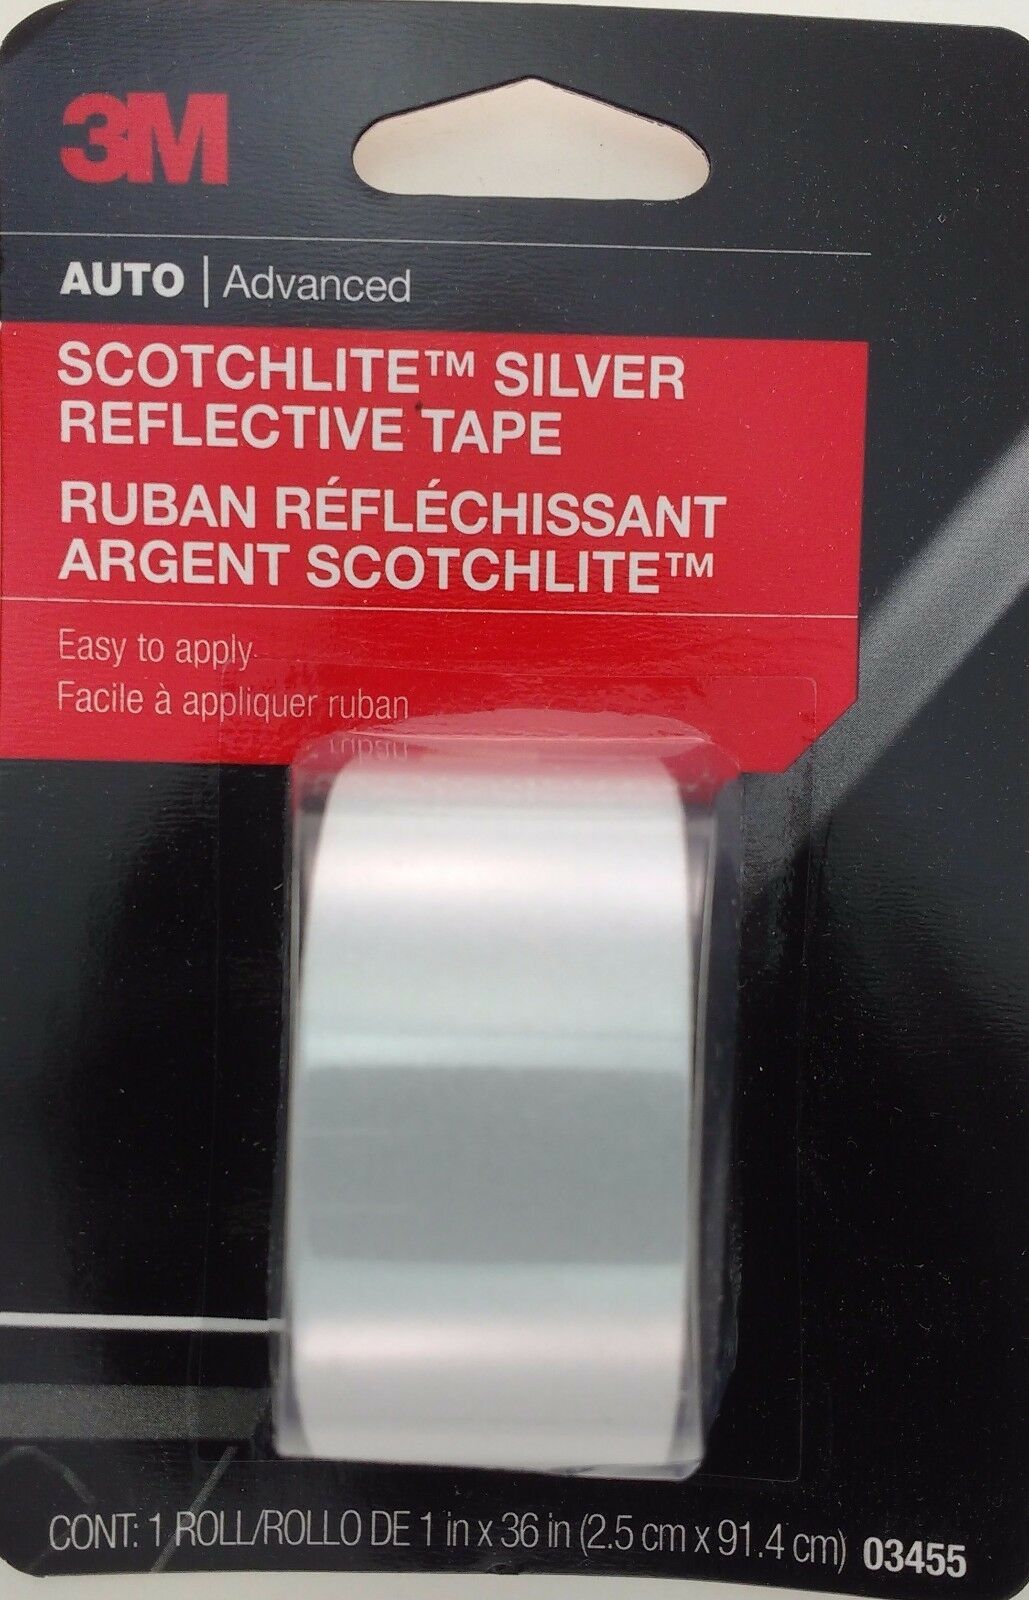 3M
AUTO | Advanced
SCOTCHLITE™ SILVER
REFLECTIVE TAPE
RUBAN RÉFLÉCHISSANT
ARGENT SCOTCHLITE™
Easy to apply
Facile à appliquer ruban
ruban
CONT: 1 ROLL/ROLLO DE 1 in x 36 in (2.5 cm x 91.4 cm) 03455